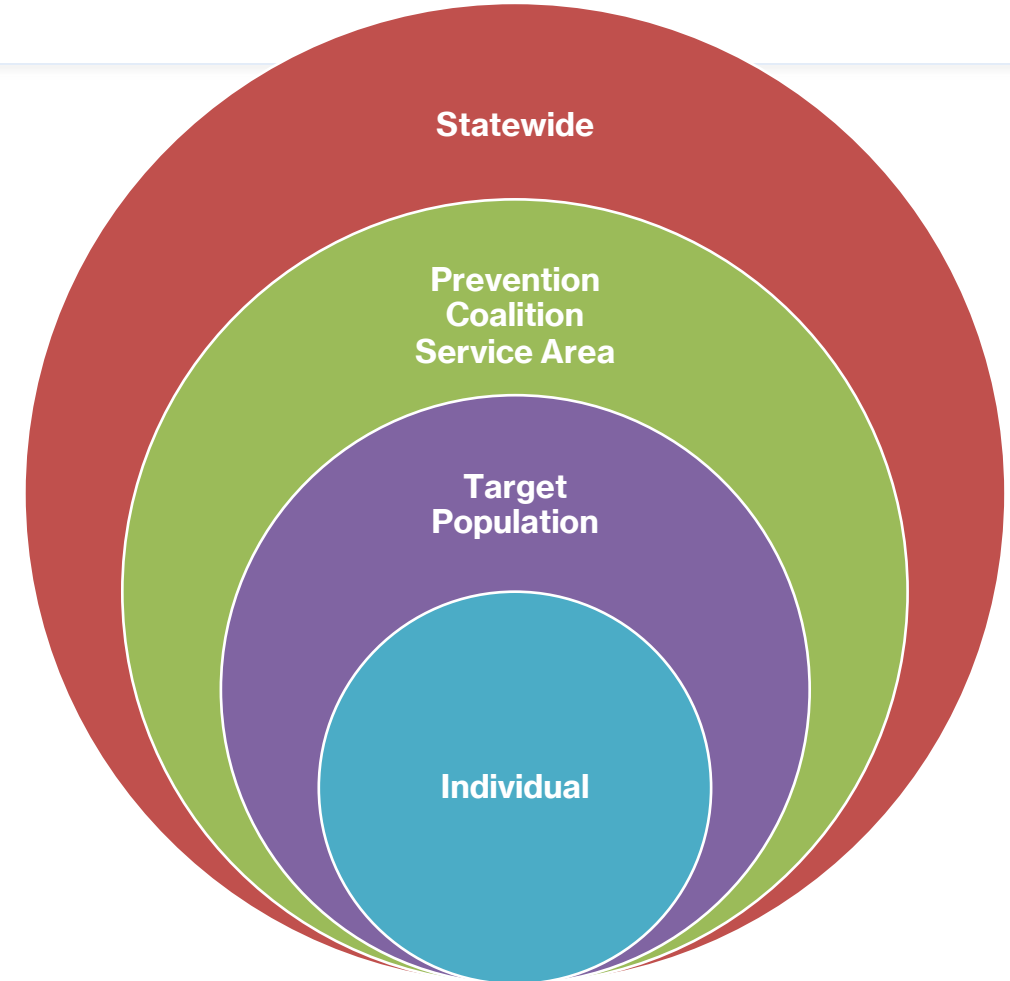 Statewide
Prevention
Coalition
Service Area
Target
Population
Individual